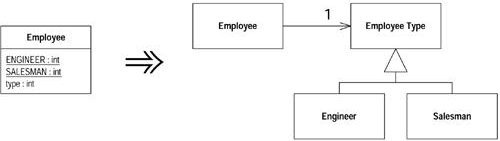 Employee
ENGINEER : int
SALESMAN : int
type : int
Employee
1
Employee Type
Engineer
Salesman